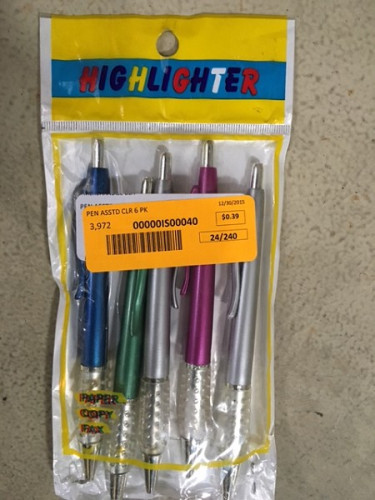 HIGHLIGHTER
PEN ASSTD CLR 6 PK
12/30/2015
3,972
00000IS00040
$0.39
24/240
PAPER
COPY
FAX